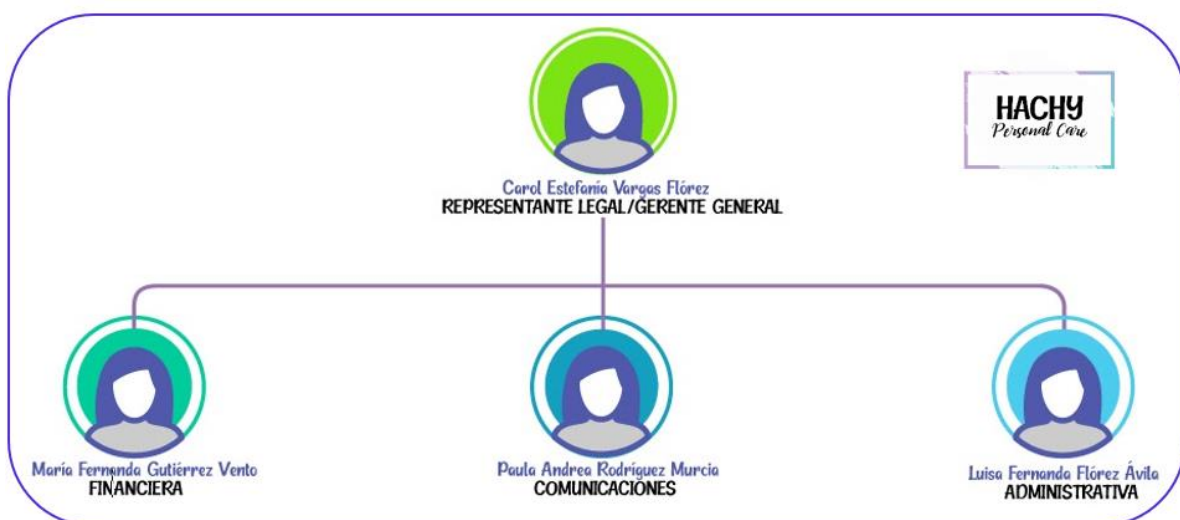 HACHY
Personal Care
Carol Estefanía Vargas Flórez
REPRESENTANTE LEGAL/GERENTE GENERAL
María Fernanda Gutiérrez Vento
FINANCIERA
Paula Andrea Rodríguez Murcia
COMUNICACIONES
Luisa Fernanda Flórez Ávila
ADMINISTRATIVA